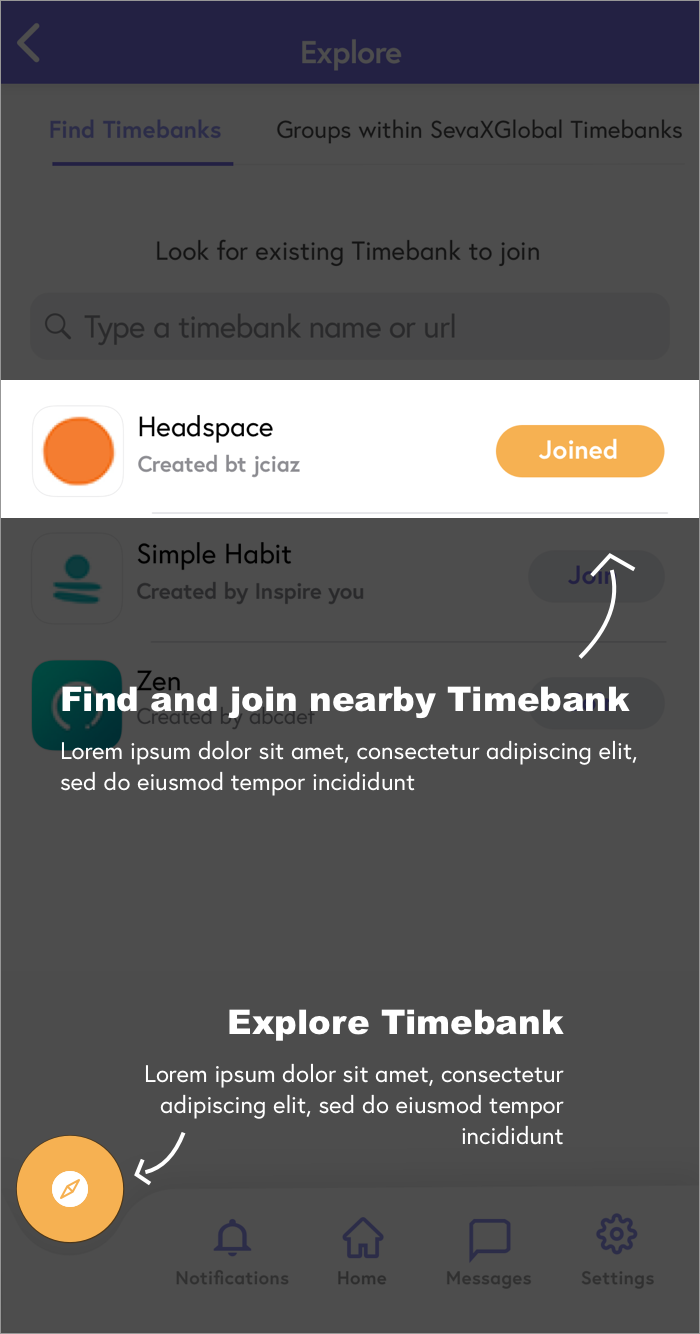 Explore
Find Timebanks
Groups within SevaXGlobal Timebanks
Look for existing Timebank to join
Type a timebank name or url
Headspace
Created bt jciaz
Joined
Simple Habit
Created by Inspire you
Join
Zen
Created by abcdef
Find and join nearby Timebank
Lorem ipsum dolor sit amet, consectetur adipiscing elit,
sed do eiusmod tempor incididunt
Explore Timebank
Lorem ipsum dolor sit amet, consectetur
adipiscing elit, sed do eiusmod tempor
incididunt
Notifications
Home
Messages
Settings